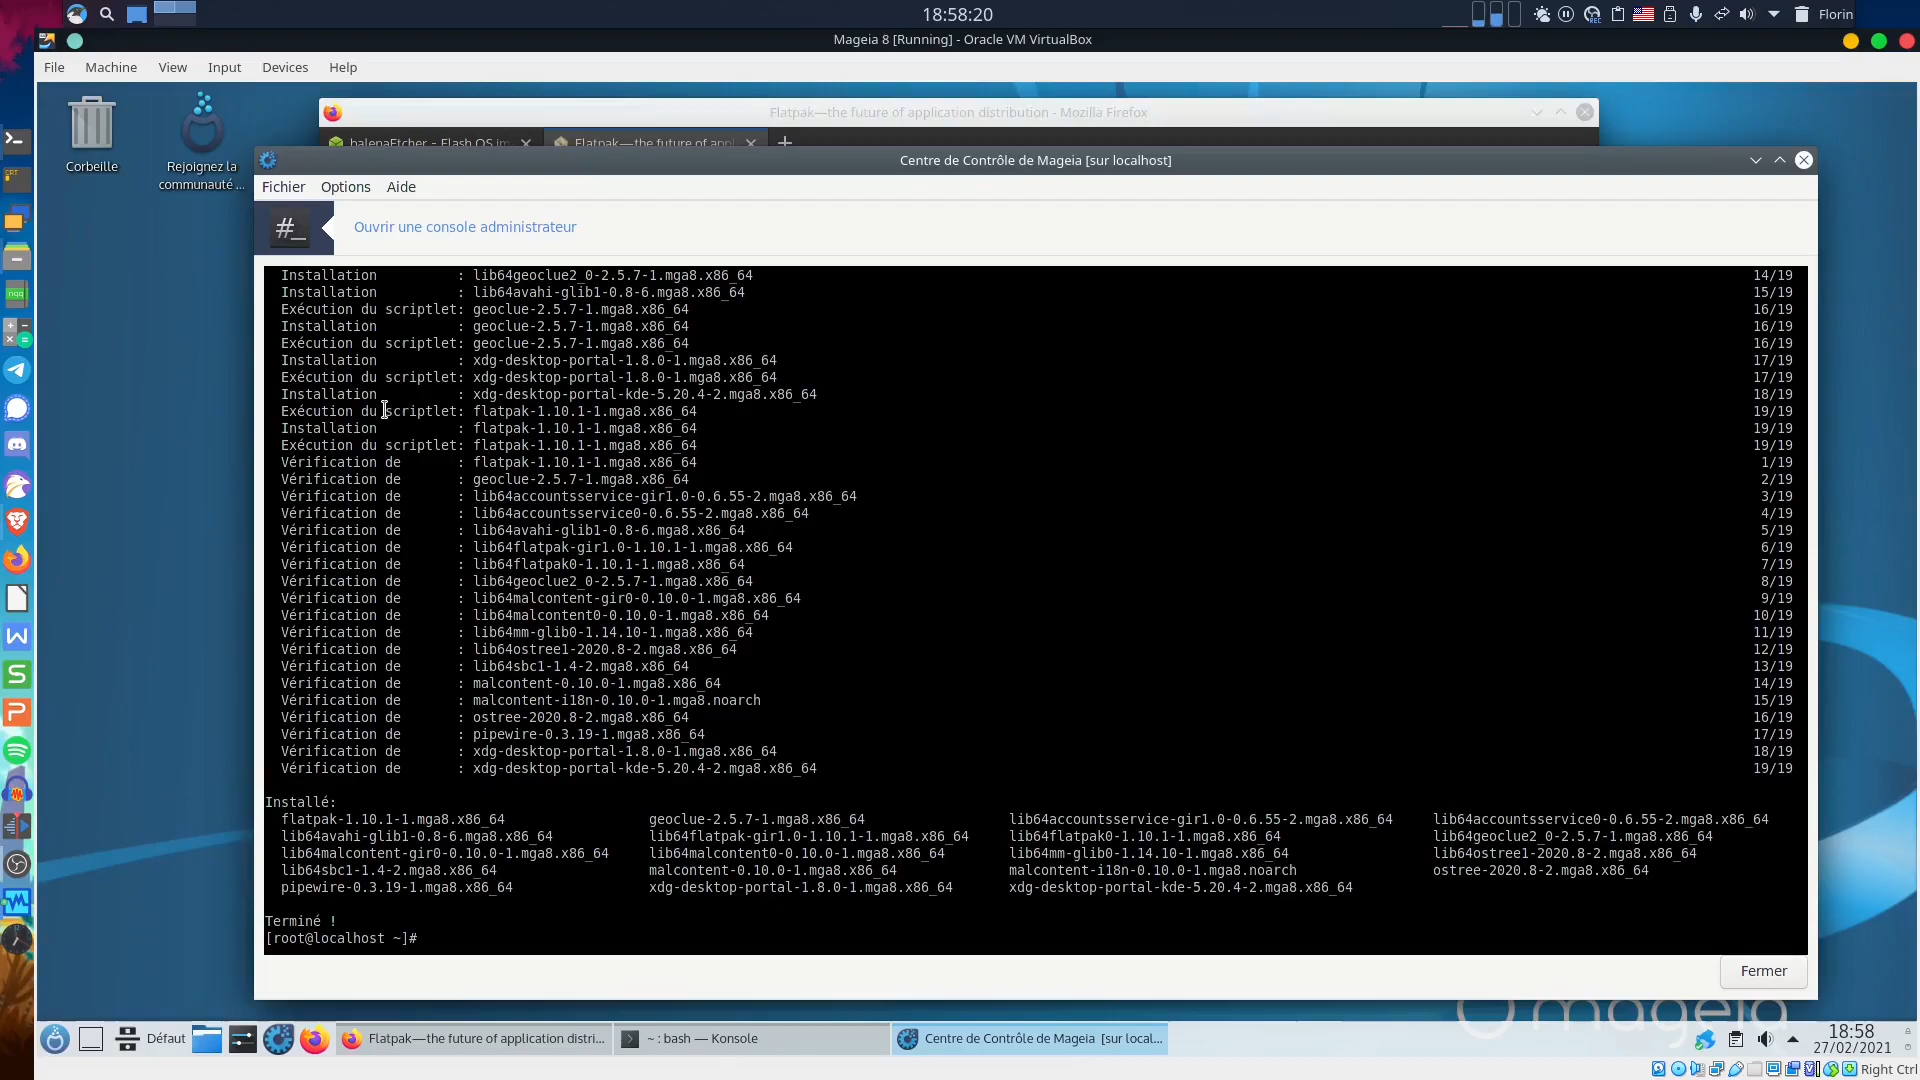 18:58:20
Florin
Mageia 8 [Running] - Oracle VM VirtualBox
File Machine View Input Devices Help
Corbeille
Rejoignez la
communauté ...
Flatpak—the future of application distribution - Mozilla Firefox
balenaEtcher - Flash OS im
Flatpak—the future of appl
Centre de Contrôle de Mageia [sur localhost]
Fichier Options Aide
#_
Ouvrir une console administrateur
Installation : lib64geoclue2_0-2.5.7-1.mga8.x86_64 14/19
Installation : lib64avahi-glib1-0.8-6.mga8.x86_64 15/19
Exécution du scriptlet: geoclue-2.5.7-1.mga8.x86_64 16/19
Installation : geoclue-2.5.7-1.mga8.x86_64 16/19
Exécution du scriptlet: geoclue-2.5.7-1.mga8.x86_64 16/19
Installation : xdg-desktop-portal-1.8.0-1.mga8.x86_64 17/19
Exécution du scriptlet: xdg-desktop-portal-1.8.0-1.mga8.x86_64 17/19
Installation : xdg-desktop-portal-kde-5.20.4-2.mga8.x86_64 18/19
Exécution du scriptlet: flatpak-1.10.1-1.mga8.x86_64 19/19
Installation : flatpak-1.10.1-1.mga8.x86_64 19/19
Exécution du scriptlet: flatpak-1.10.1-1.mga8.x86_64 19/19
Vérification de : flatpak-1.10.1-1.mga8.x86_64 1/19
Vérification de : geoclue-2.5.7-1.mga8.x86_64 2/19
Vérification de : lib64accountsservice-gir1.0-0.6.55-2.mga8.x86_64 3/19
Vérification de : lib64accountsservice0-0.6.55-2.mga8.x86_64 4/19
Vérification de : lib64avahi-glib1-0.8-6.mga8.x86_64 5/19
Vérification de : lib64flatpak-gir1.0-1.10.1-1.mga8.x86_64 6/19
Vérification de : lib64flatpak0-1.10.1-1.mga8.x86_64 7/19
Vérification de : lib64geoclue2_0-2.5.7-1.mga8.x86_64 8/19
Vérification de : lib64malcontent-gir0-0.10.0-1.mga8.x86_64 9/19
Vérification de : lib64malcontent0-0.10.0-1.mga8.x86_64 10/19
Vérification de : lib64mm-glib0-1.14.10-1.mga8.x86_64 11/19
Vérification de : lib64ostree1-2020.8-2.mga8.x86_64 12/19
Vérification de : lib64sbc1-1.4-2.mga8.x86_64 13/19
Vérification de : malcontent-0.10.0-1.mga8.x86_64 14/19
Vérification de : malcontent-i18n-0.10.0-1.mga8.noarch 15/19
Vérification de : ostree-2020.8-2.mga8.x86_64 16/19
Vérification de : pipewire-0.3.19-1.mga8.x86_64 17/19
Vérification de : xdg-desktop-portal-1.8.0-1.mga8.x86_64 18/19
Vérification de : xdg-desktop-portal-kde-5.20.4-2.mga8.x86_64 19/19
Installé:
flatpak-1.10.1-1.mga8.x86_64 geoclue-2.5.7-1.mga8.x86_64 lib64accountsservice-gir1.0-0.6.55-2.mga8.x86_64 lib64accountsservice0-0.6.55-2.mga8.x86_64
lib64avahi-glib1-0.8-6.mga8.x86_64 lib64flatpak-gir1.0-1.10.1-1.mga8.x86_64 lib64flatpak0-1.10.1-1.mga8.x86_64 lib64geoclue2_0-2.5.7-1.mga8.x86_64
lib64malcontent-gir0-0.10.0-1.mga8.x86_64 lib64malcontent0-0.10.0-1.mga8.x86_64 lib64mm-glib0-1.14.10-1.mga8.x86_64 lib64ostree1-2020.8-2.mga8.x86_64
lib64sbc1-1.4-2.mga8.x86_64 malcontent-0.10.0-1.mga8.x86_64 malcontent-i18n-0.10.0-1.mga8.noarch ostree-2020.8-2.mga8.x86_64
pipewire-0.3.19-1.mga8.x86_64 xdg-desktop-portal-1.8.0-1.mga8.x86_64 xdg-desktop-portal-kde-5.20.4-2.mga8.x86_64
Terminé !
[root@localhost ~]#
Fermer
mageia
Défaut
Flatpak—the future of application distri...
~ : bash — Konsole
Centre de Contrôle de Mageia [sur local...
18:58
27/02/2021
Right Ctrl